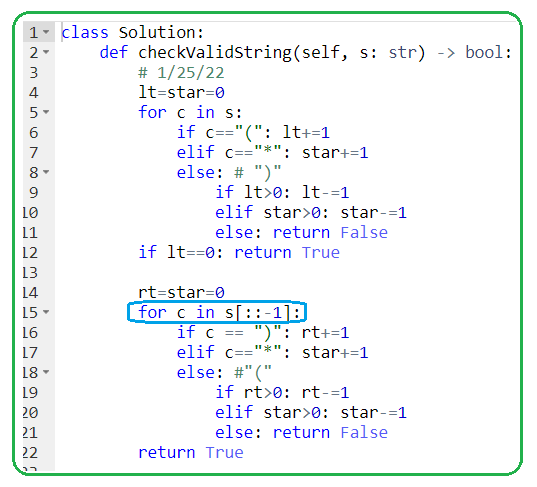 1 class Solution:
2     def checkValidString(self, s: str) -> bool:
3         # 1/25/22
4         lt=star=0
5         for c in s:
6             if c=="(": lt+=1
7             elif c=="*": star+=1
8             else: # ")"
9                 if lt>0: lt-=1
10                 elif star>0: star-=1
11                 else: return False
12         if lt==0: return True
13
14         rt=star=0
15         for c in s[::-1]:
16             if c == ")": rt+=1
17             elif c=="*": star+=1
18             else: #"("
19                 if rt>0: rt-=1
20                 elif star>0: star-=1
21                 else: return False
22         return True